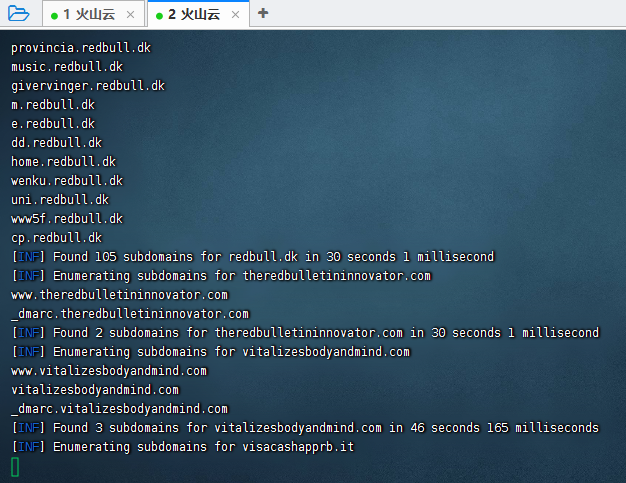 1 火山云 × 2 火山云 × +
provincia.redbull.dk
music.redbull.dk
givervinger.redbull.dk
m.redbull.dk
e.redbull.dk
dd.redbull.dk
home.redbull.dk
wenku.redbull.dk
uni.redbull.dk
www5f.redbull.dk
cp.redbull.dk
[INF] Found 105 subdomains for redbull.dk in 30 seconds 1 millisecond
[INF] Enumerating subdomains for theredbulletininnovator.com
www.theredbulletininnovator.com
_dmarc.theredbulletininnovator.com
[INF] Found 2 subdomains for theredbulletininnovator.com in 30 seconds 1 millisecond
[INF] Enumerating subdomains for vitalizesbodyandmind.com
www.vitalizesbodyandmind.com
vitalizesbodyandmind.com
_dmarc.vitalizesbodyandmind.com
[INF] Found 3 subdomains for vitalizesbodyandmind.com in 46 seconds 165 milliseconds
[INF] Enumerating subdomains for visacashapprb.it